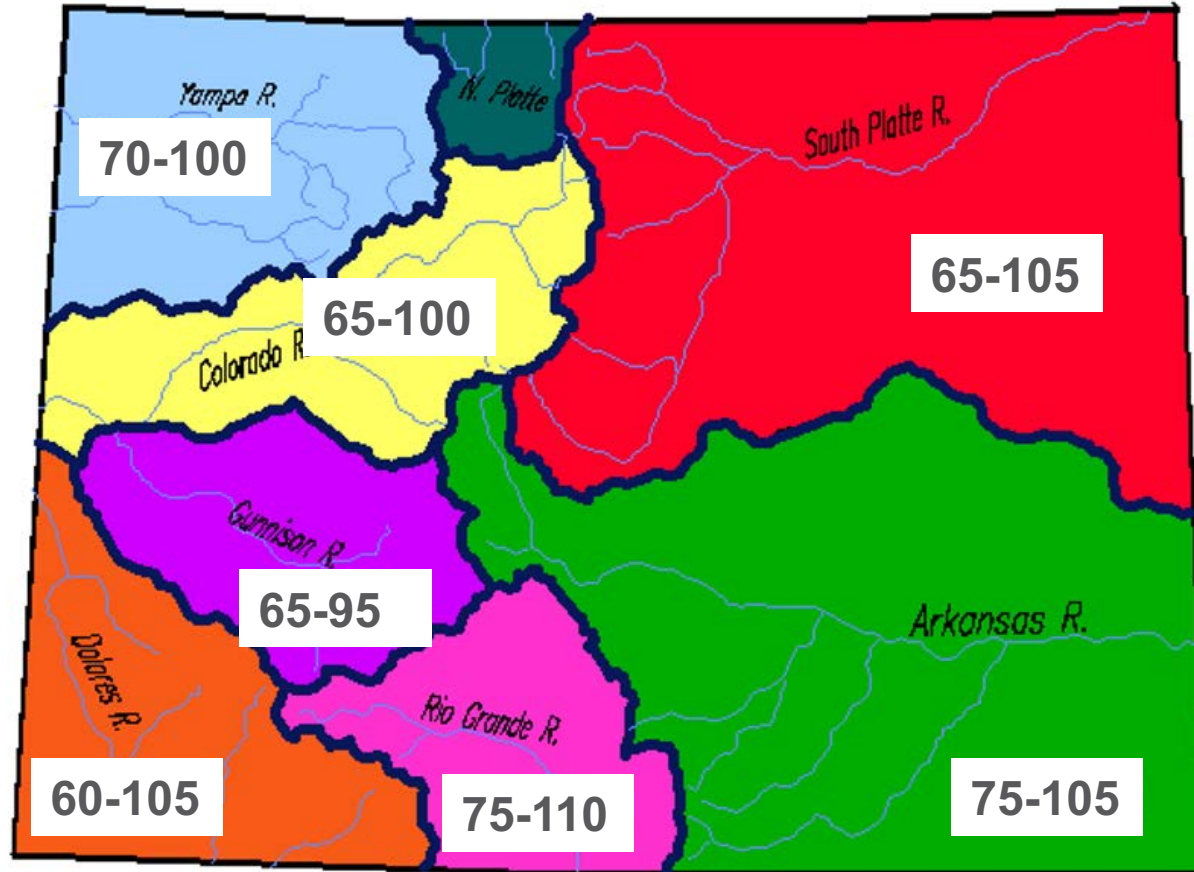 Yampa R.
N. Platte
South Platte R.
70-100
65-105
65-100
Colorado R.
Gunnison R.
65-95
Arkansas R.
Dolores R.
Rio Grande R.
60-105
75-110
75-105